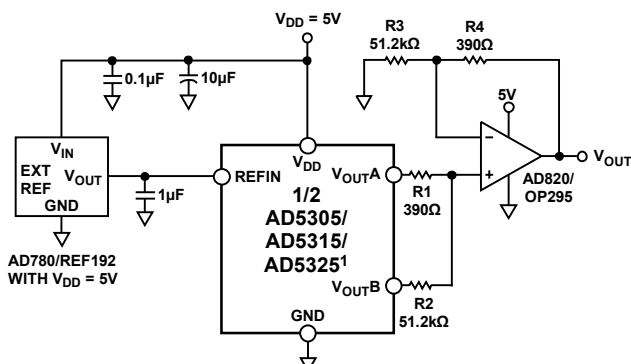 V_DD = 5V
R3
51.2kΩ
R4
390Ω
0.1µF
10µF
5V
V_IN
EXT
REF
V_OUT
GND
1µF
REFIN
V_DD
V_OUTA
R1
390Ω
−
+
V_OUT
AD820/
OP295
1/2
AD5305/
AD5315/
AD5325¹
AD780/REF192
WITH V_DD = 5V
V_OUTB
R2
51.2kΩ
GND